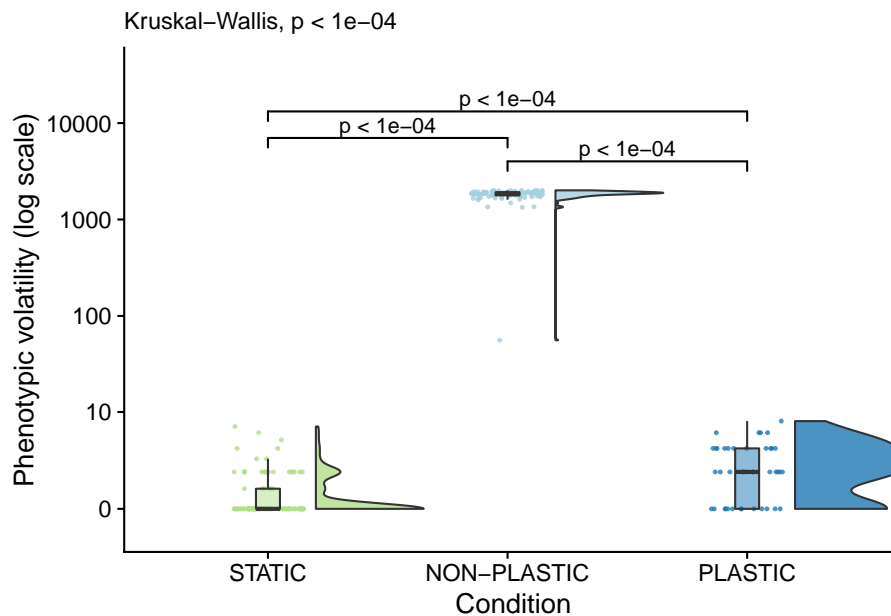 Kruskal−Wallis, p < 1e−04
p < 1e−04
p < 1e−04
p < 1e−04
10000
1000
100
10
0
Phenotypic volatility (log scale)
STATIC NON−PLASTIC PLASTIC
Condition